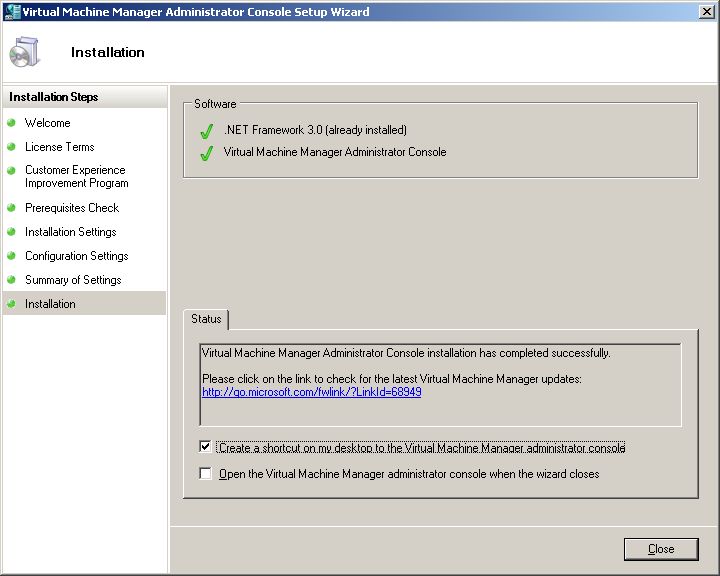 Virtual Machine Manager Administrator Console Setup Wizard
Installation
Installation Steps
Welcome
License Terms
Customer Experience
Improvement Program
Prerequisites Check
Installation Settings
Configuration Settings
Summary of Settings
Installation
Software
.NET Framework 3.0 (already installed)
Virtual Machine Manager Administrator Console
Status
Virtual Machine Manager Administrator Console installation has completed successfully.
Please click on the link to check for the latest Virtual Machine Manager updates:
http://go.microsoft.com/fwlink/?LinkId=68949
Create a shortcut on my desktop to the Virtual Machine Manager administrator console
Open the Virtual Machine Manager administrator console when the wizard closes
Close